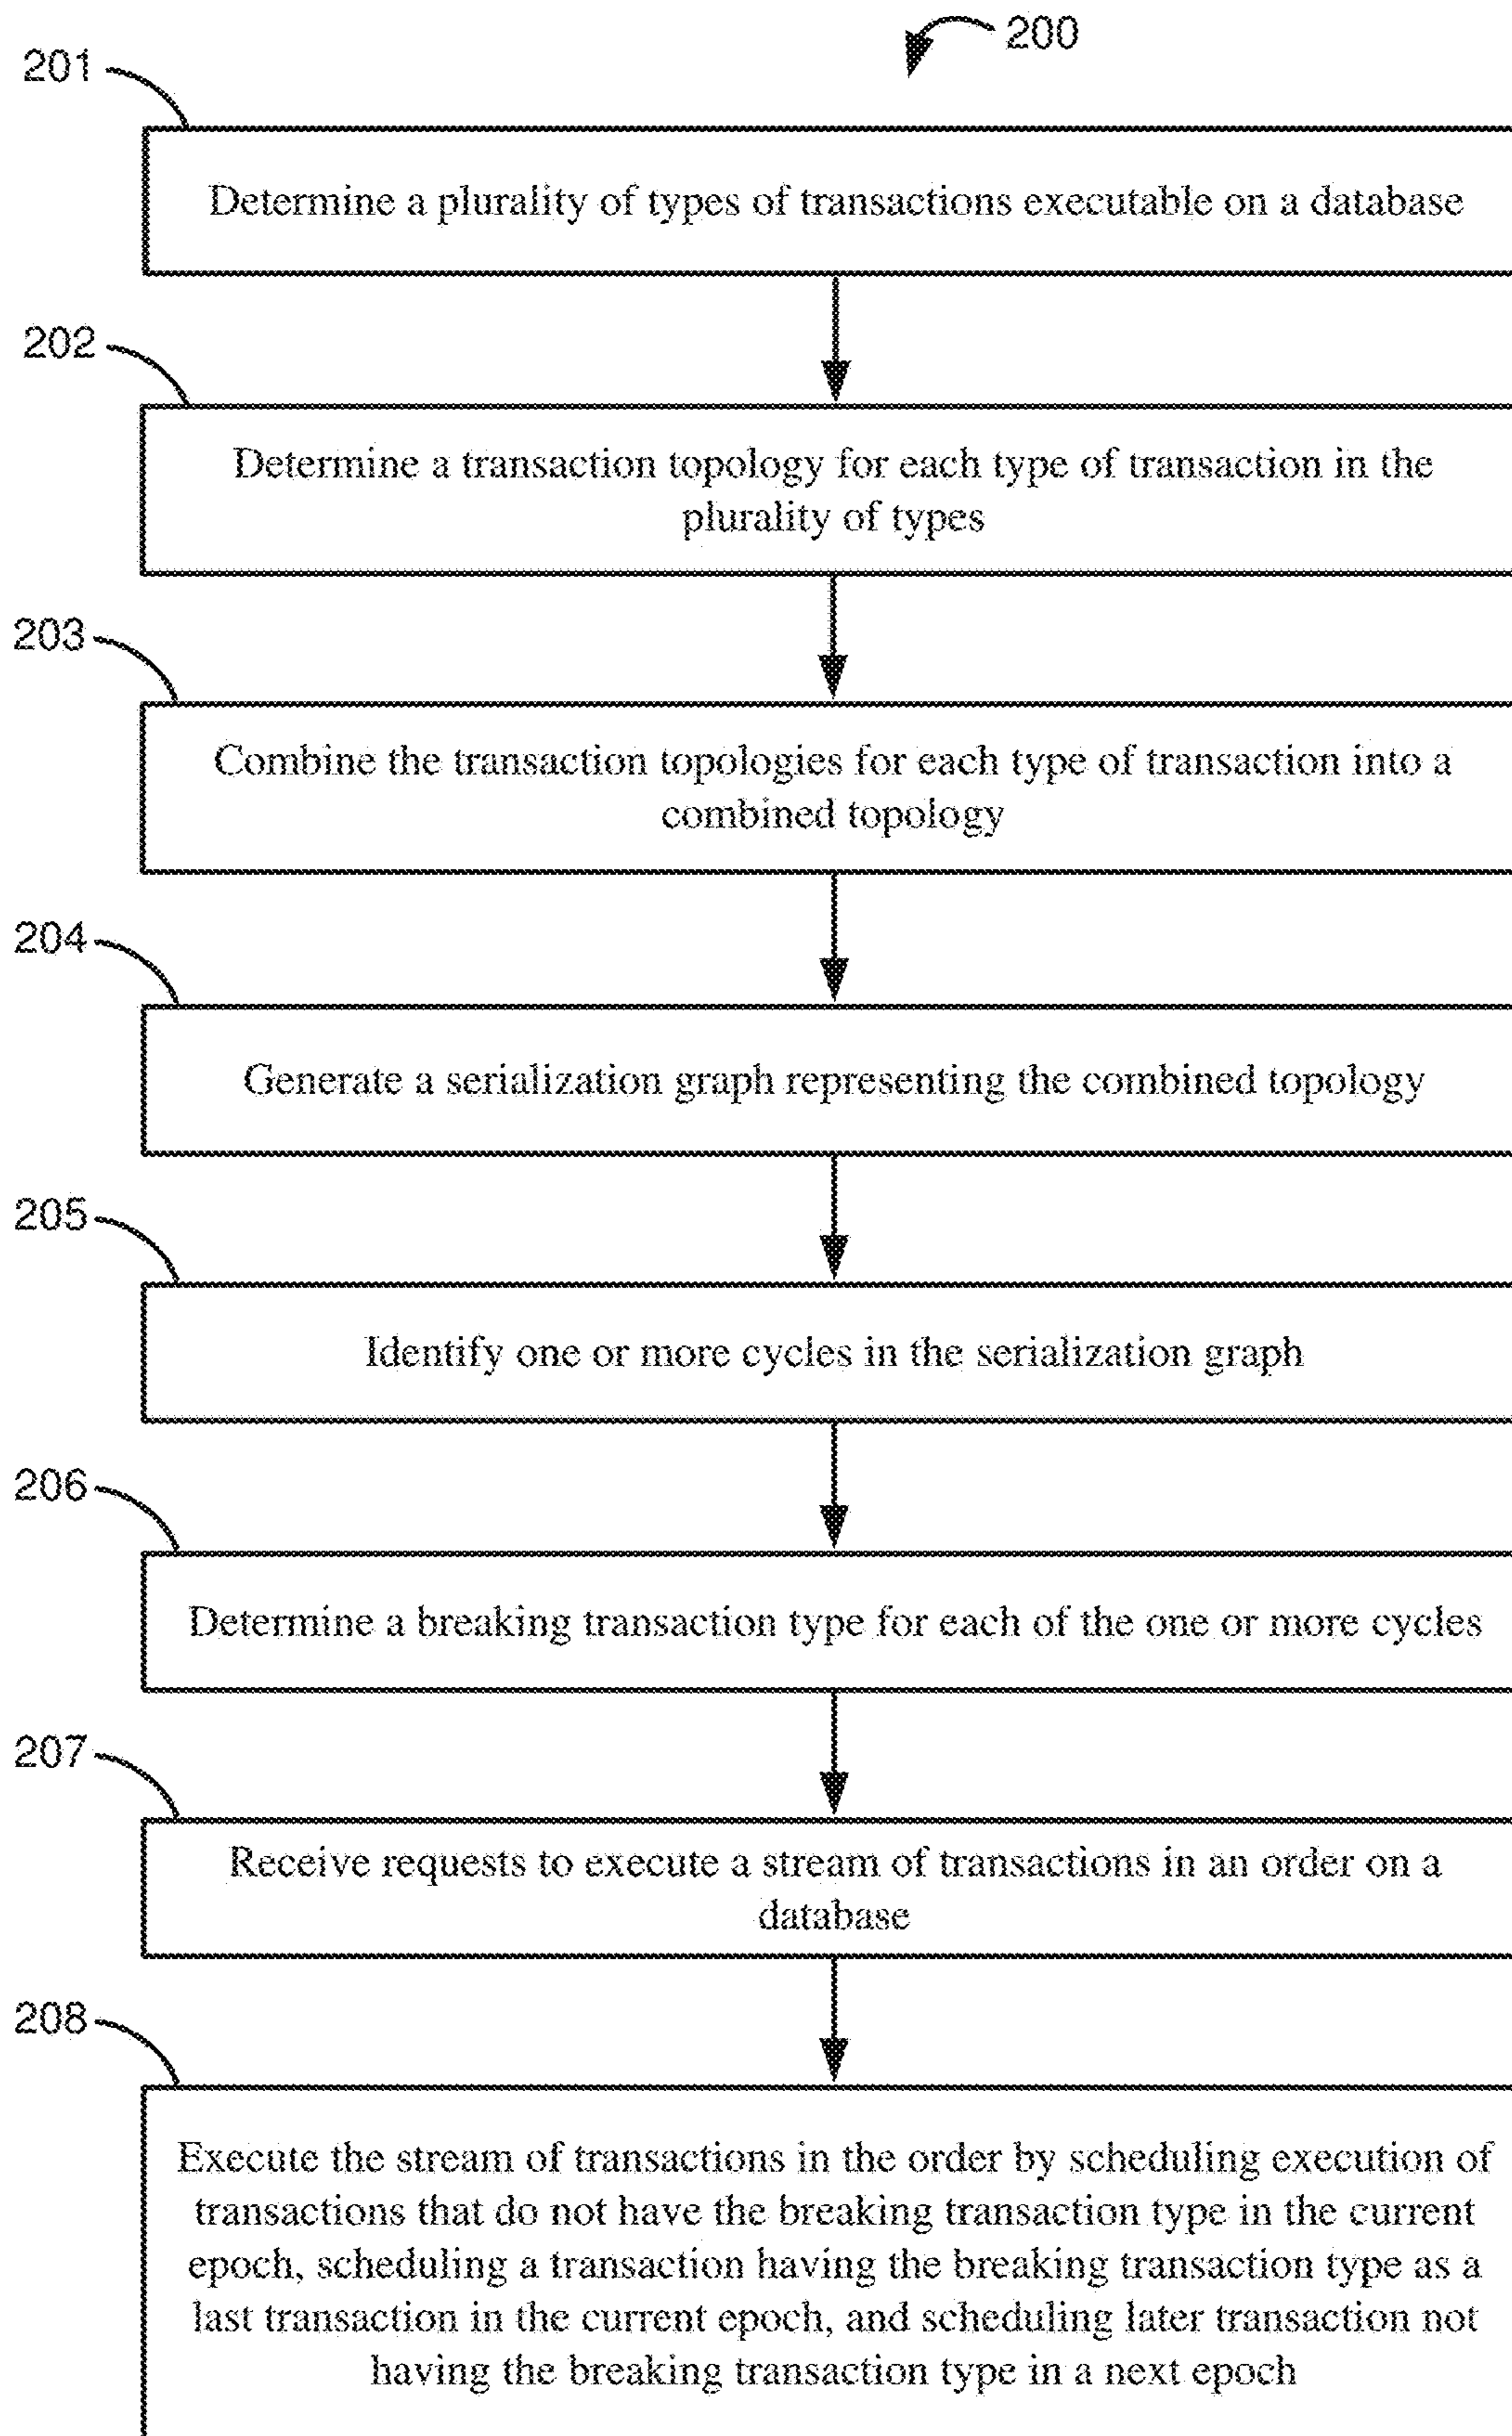 200
201
Determine a plurality of types of transactions executable on a database
202
Determine a transaction topology for each type of transaction in the
plurality of types
203
Combine the transaction topologies for each type of transaction into a
combined topology
204
Generate a serialization graph representing the combined topology
205
Identify one or more cycles in the serialization graph
206
Determine a breaking transaction type for each of the one or more cycles
207
Receive requests to execute a stream of transactions in an order on a
database
208
Execute the stream of transactions in the order by scheduling execution of
transactions that do not have the breaking transaction type in the current
epoch, scheduling a transaction having the breaking transaction type as a
last transaction in the current epoch, and scheduling later transaction not
having the breaking transaction type in a next epoch